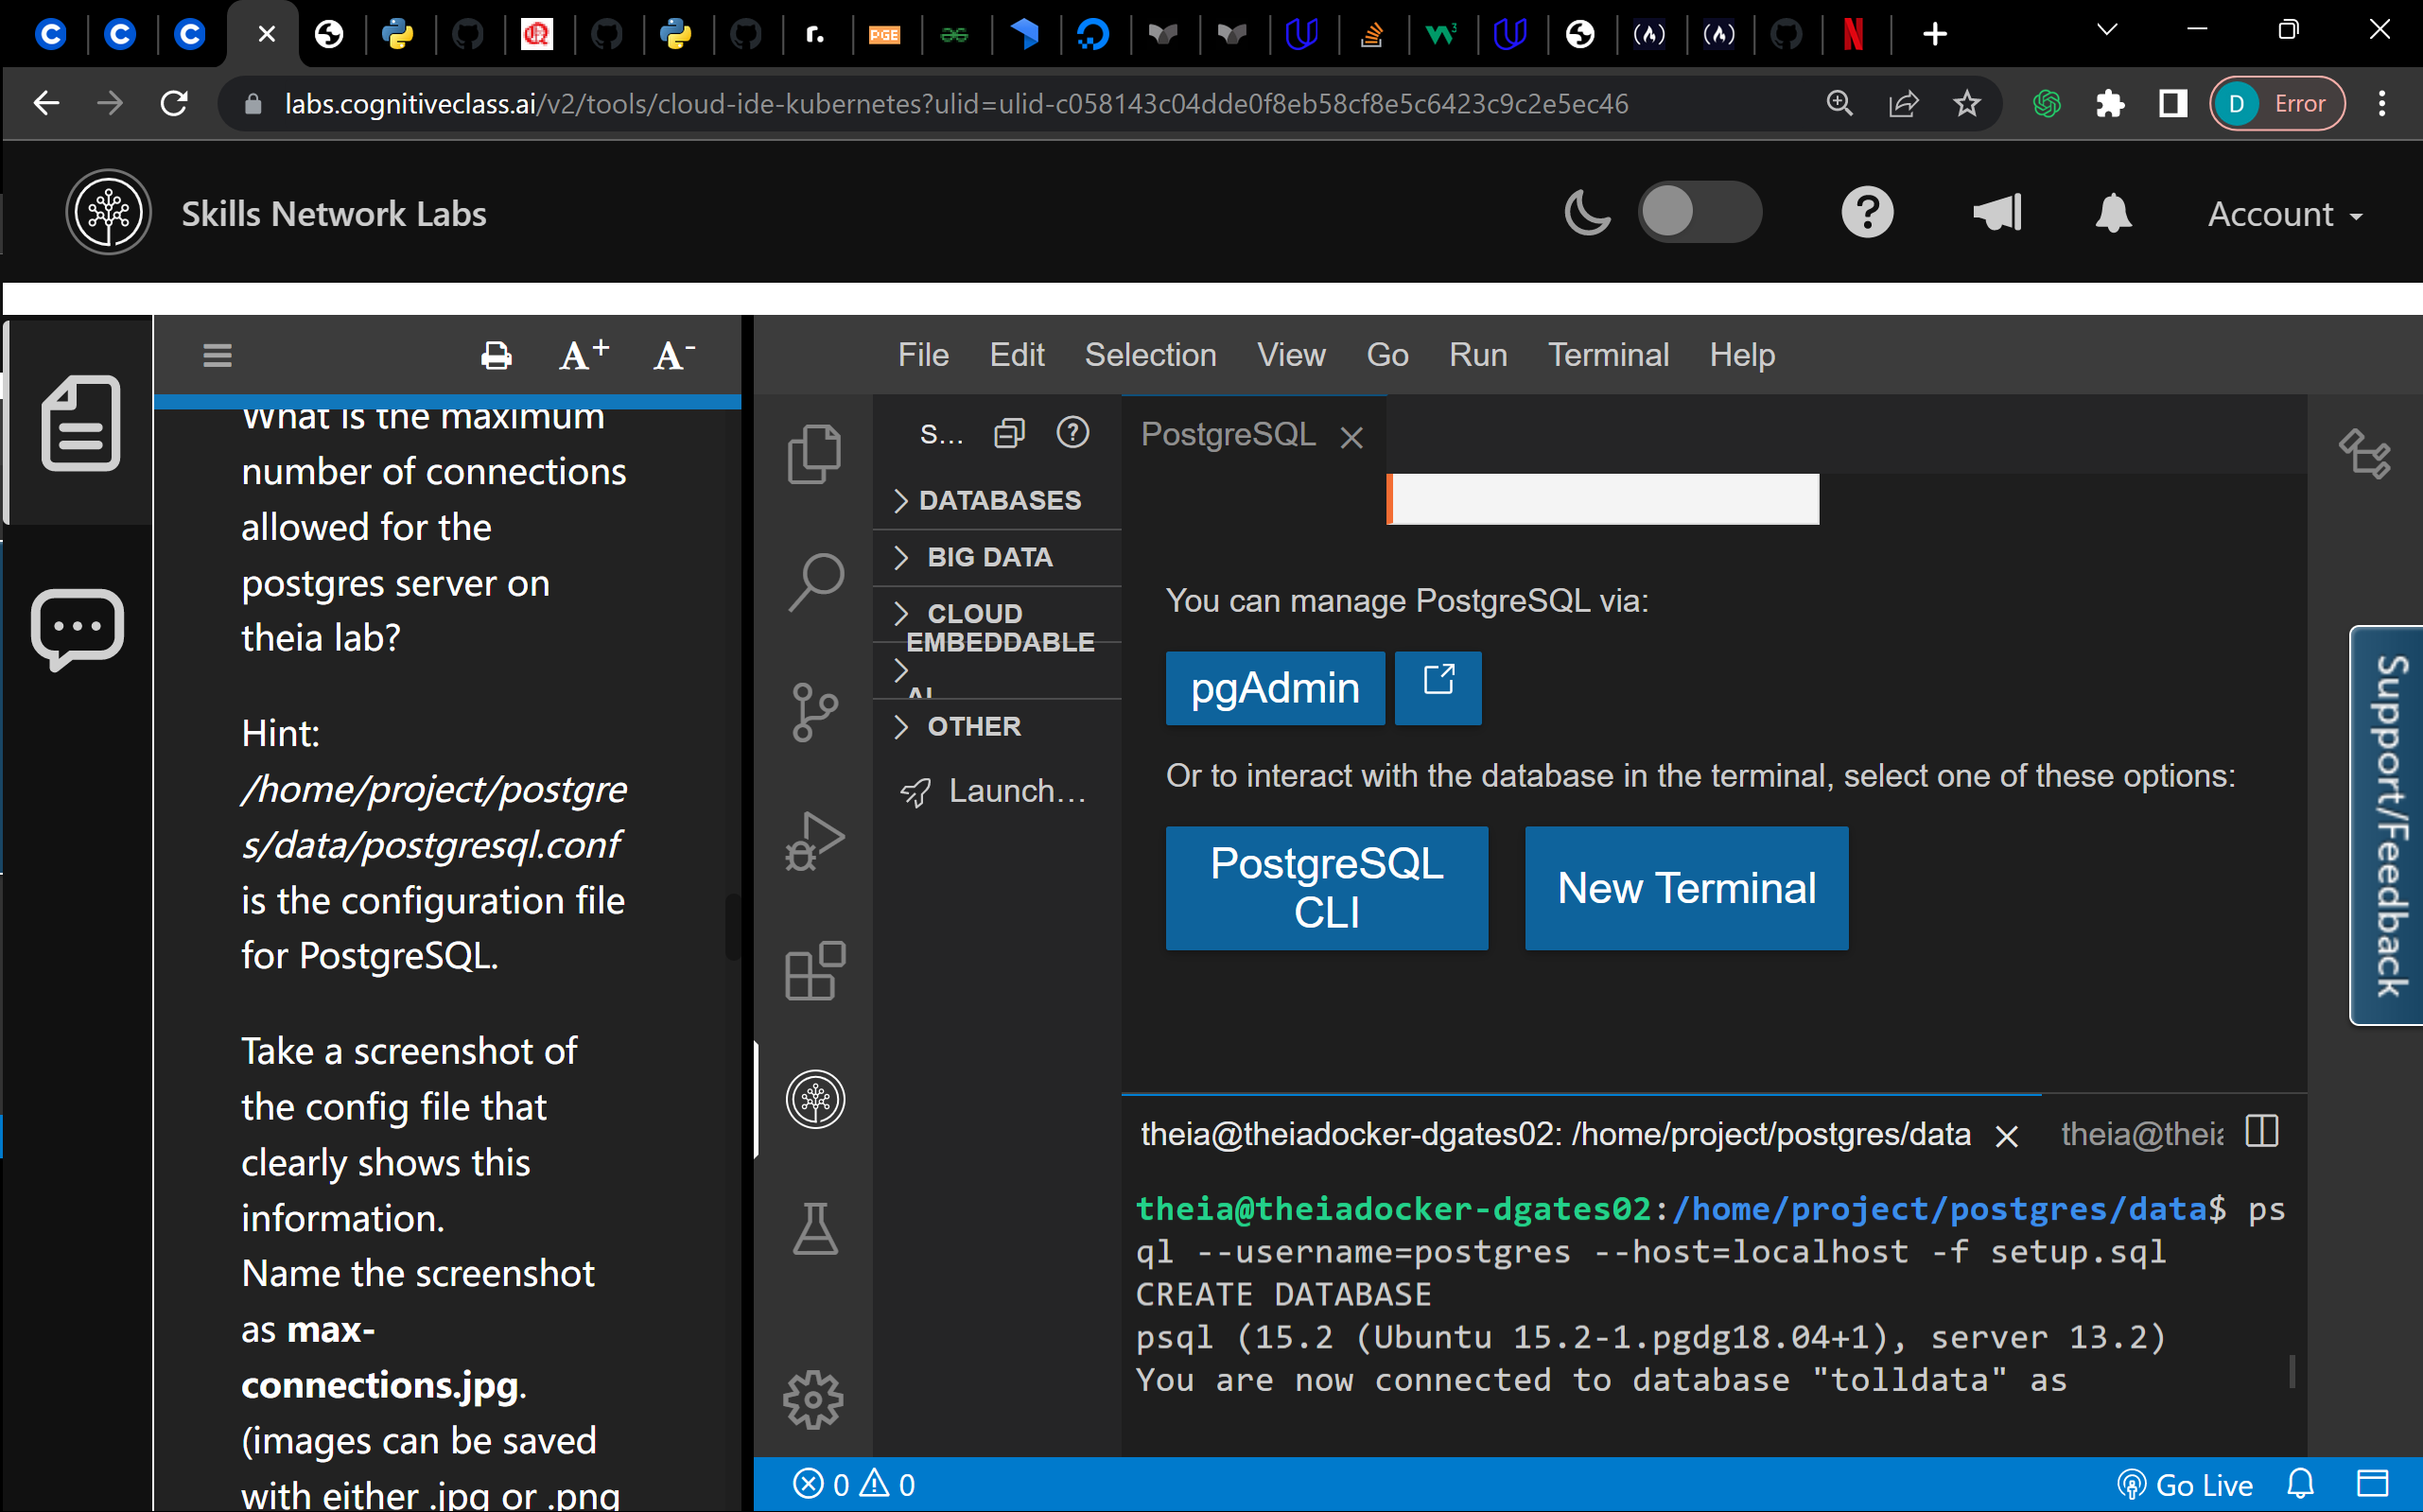 labs.cognitiveclass.ai/v2/tools/cloud-ide-kubernetes?ulid=ulid-c058143c04dde0f8eb58cf8e5c6423c9c2e5ec46
D Error
Skills Network Labs
Account
A+ A-
What is the maximum
number of connections
allowed for the
postgres server on
theia lab?
Hint:
/home/project/postgre
s/data/postgresql.conf
is the configuration file
for PostgreSQL.
Take a screenshot of
the config file that
clearly shows this
information.
Name the screenshot
as max-
connections.jpg.
(images can be saved
with either .jpg or .png
File Edit Selection View Go Run Terminal Help
S...
DATABASES
BIG DATA
CLOUD
EMBEDDABLE
AI
OTHER
Launch...
PostgreSQL
You can manage PostgreSQL via:
pgAdmin
Or to interact with the database in the terminal, select one of these options:
PostgreSQL
CLI
New Terminal
Support/Feedback
theia@theiadocker-dgates02: /home/project/postgres/data theia@theia
theia@theiadocker-dgates02:/home/project/postgres/data$ ps
ql --username=postgres --host=localhost -f setup.sql
CREATE DATABASE
psql (15.2 (Ubuntu 15.2-1.pgdg18.04+1), server 13.2)
You are now connected to database "tolldata" as
0 0
Go Live